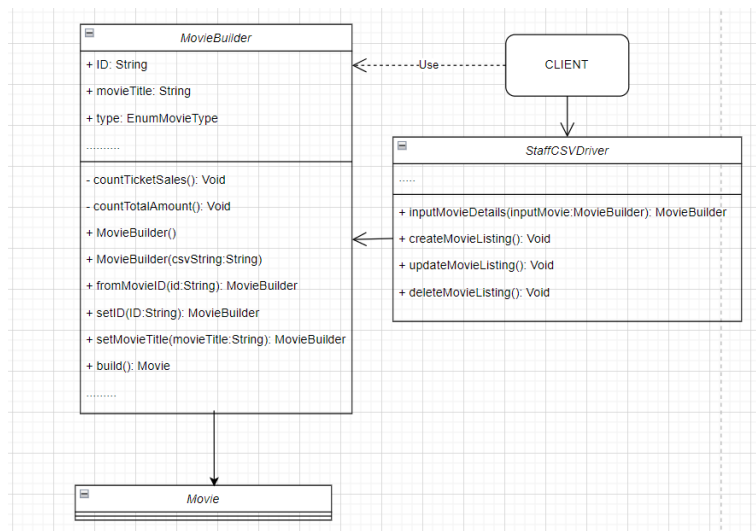 MovieBuilder
+ ID: String
+ movieTitle: String
+ type: EnumMovieType
..........
- countTicketSales(): Void
- countTotalAmount(): Void
+ MovieBuilder()
+ MovieBuilder(csvString:String)
+ fromMovieID(id:String): MovieBuilder
+ setID(ID:String): MovieBuilder
+ setMovieTitle(movieTitle:String): MovieBuilder
+ build(): Movie
.........
Use
CLIENT
StaffCSVDriver
.....
+ inputMovieDetails(inputMovie:MovieBuilder): MovieBuilder
+ createMovieListing(): Void
+ updateMovieListing(): Void
+ deleteMovieListing(): Void
Movie